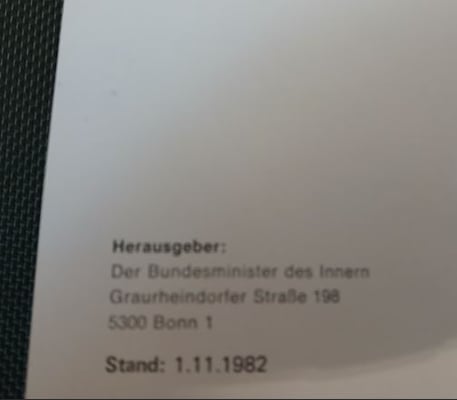 Herausgeber:
Der Bundesminister des Innern
Graurheindorfer Straße 198
5300 Bonn 1
Stand: 1.11.1982